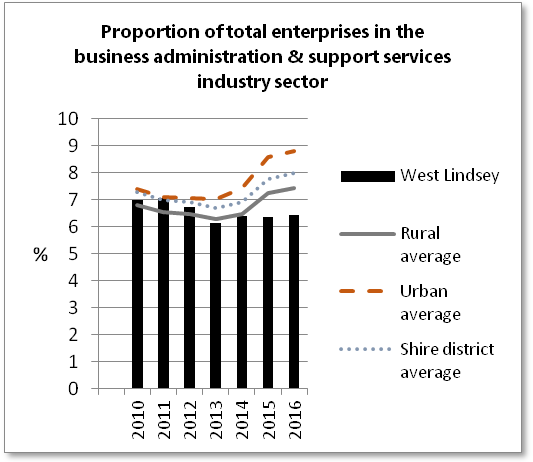 Proportion of total enterprises in the
business administration & support services
industry sector
10
9
8
7
6
5
4
3
2
1
0
%
2010
2011
2012
2013
2014
2015
2016
West Lindsey
Rural
average
Urban
average
Shire district
average